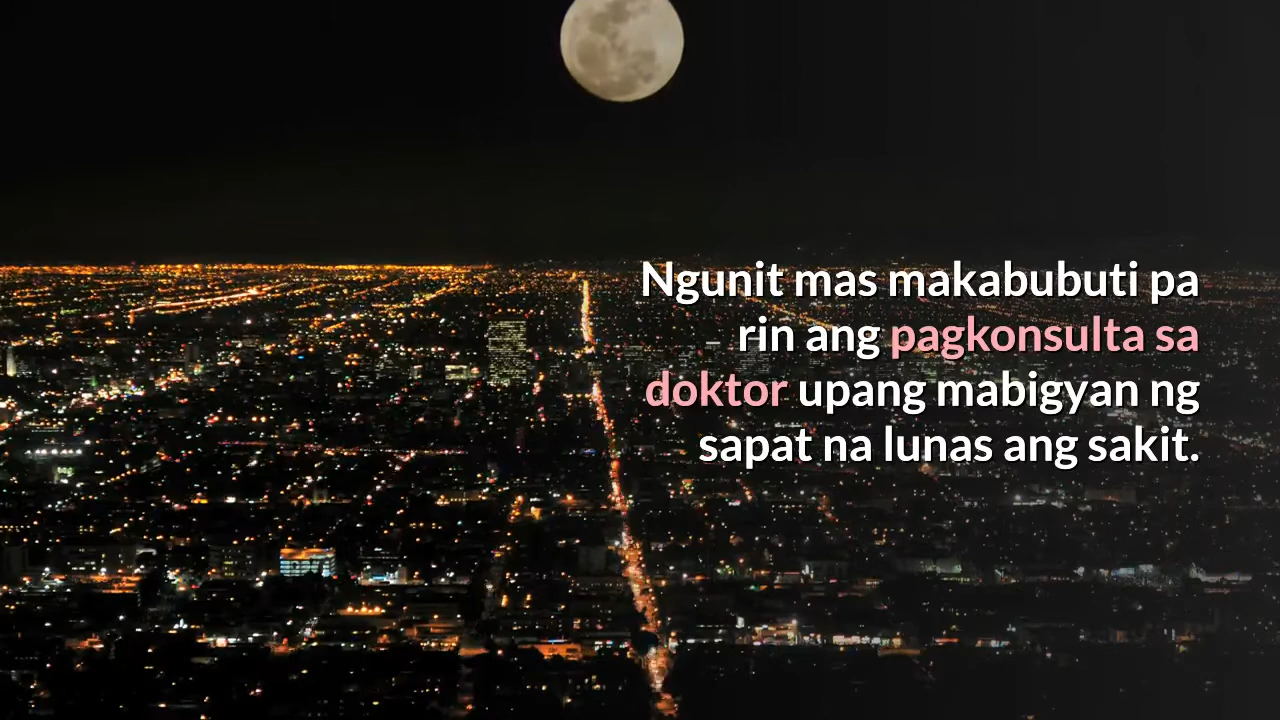 Ngunit mas makabubuti pa
rin ang pagkonsulta sa
doktor upang mabigyan ng
sapat na lunas ang sakit.